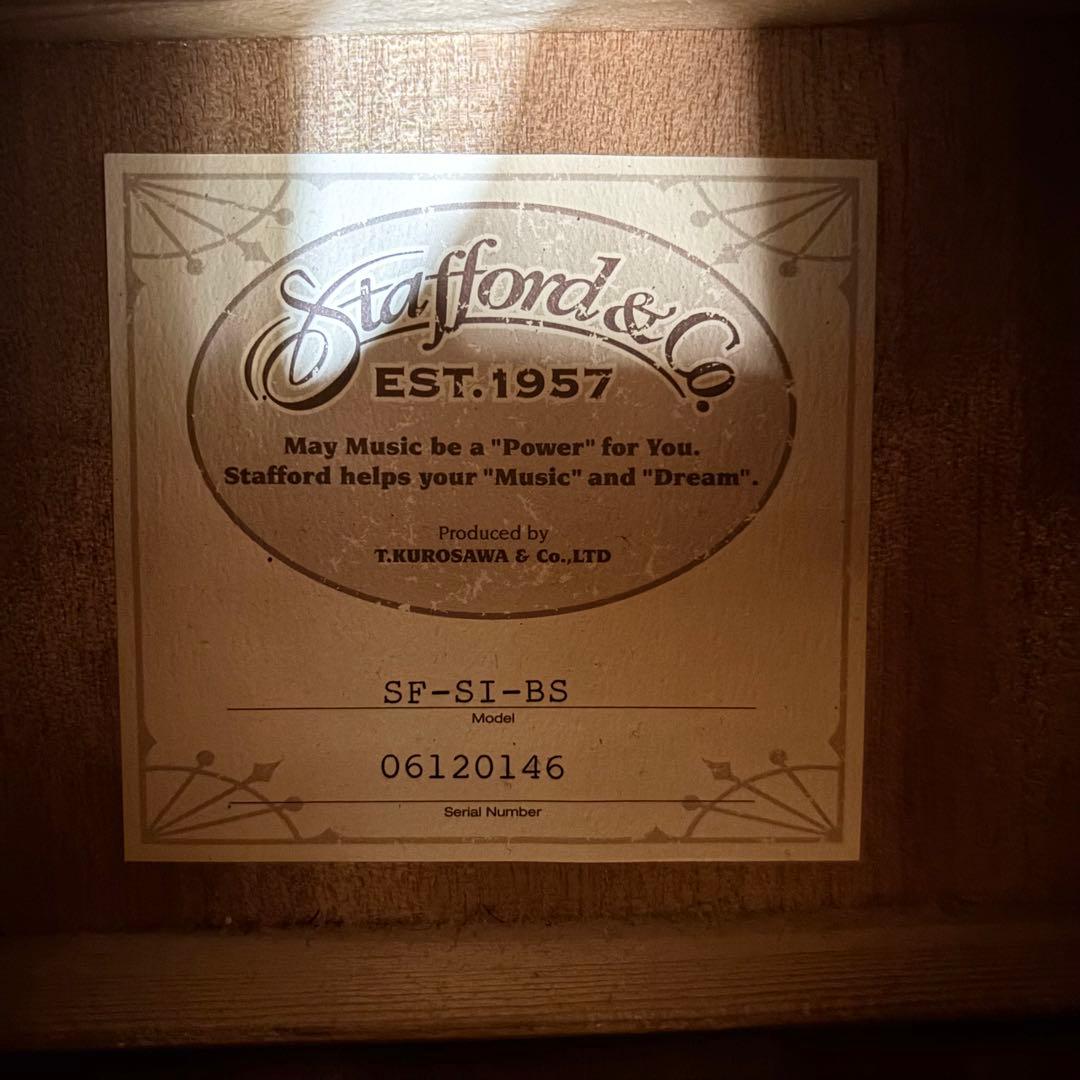 Stafford & Co.
EST. 1957
May Music be a "Power" for You.
Stafford helps your "Music" and "Dream".
Produced by
T.KUROSAWA & Co.,LTD
SF-SI-BS
Model
06120146
Serial Number